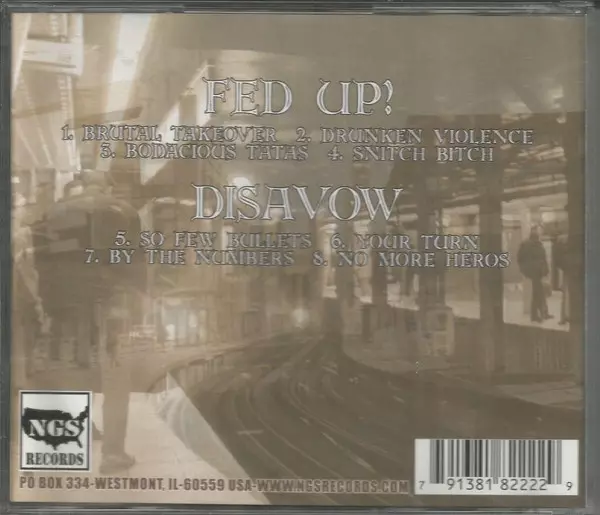 FED UP!
1. BRUTAL TAKEOVER 2. DRUNKEN VIOLENCE
3. BODACIOUS TATAS 4. SNITCH BITCH
DISAVOW
5. SO FEW BULLETS 6. YOUR TURN
7. BY THE NUMBERS 8. NO MORE HEROS
NGS
RECORDS
PO BOX 334-WESTMONT, IL-60559 USA-WWW.NGSRECORDS.COM
7 91381 82222 9